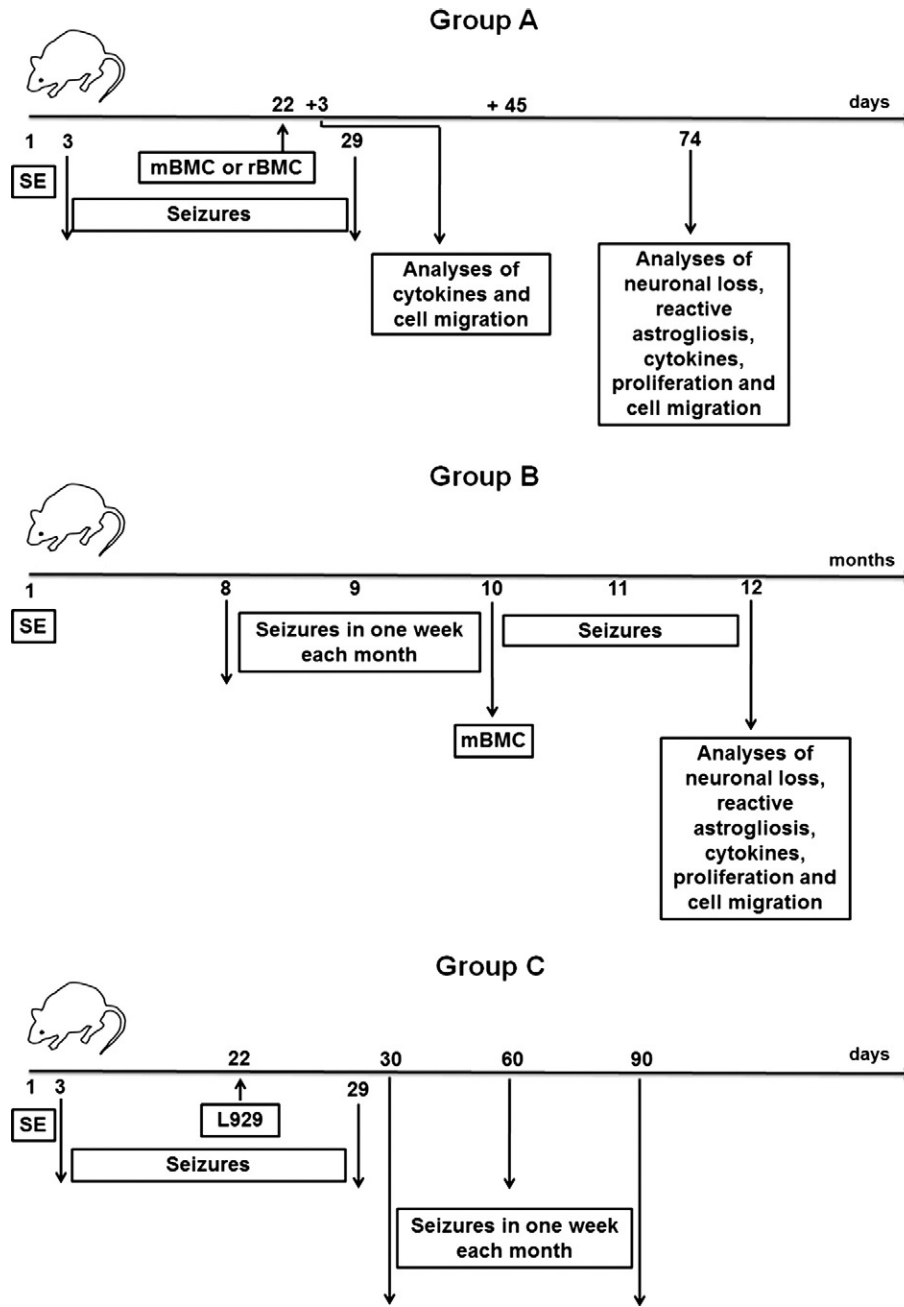 Group A
22 +3 + 45 days
1 3 29 74
SE
mBMC or rBMC
Seizures
Analyses of
cytokines and
cell migration
Analyses of
neuronal loss,
reactive
astrogliosis,
cytokines,
proliferation and
cell migration
Group B
months
1 8 9 10 11 12
SE
Seizures in one week
each month
Seizures
mBMC
Analyses of
neuronal loss,
reactive
astrogliosis,
cytokines,
proliferation and
cell migration
Group C
22 30 60 90 days
1 3 29
SE
L929
Seizures
Seizures in one week
each month